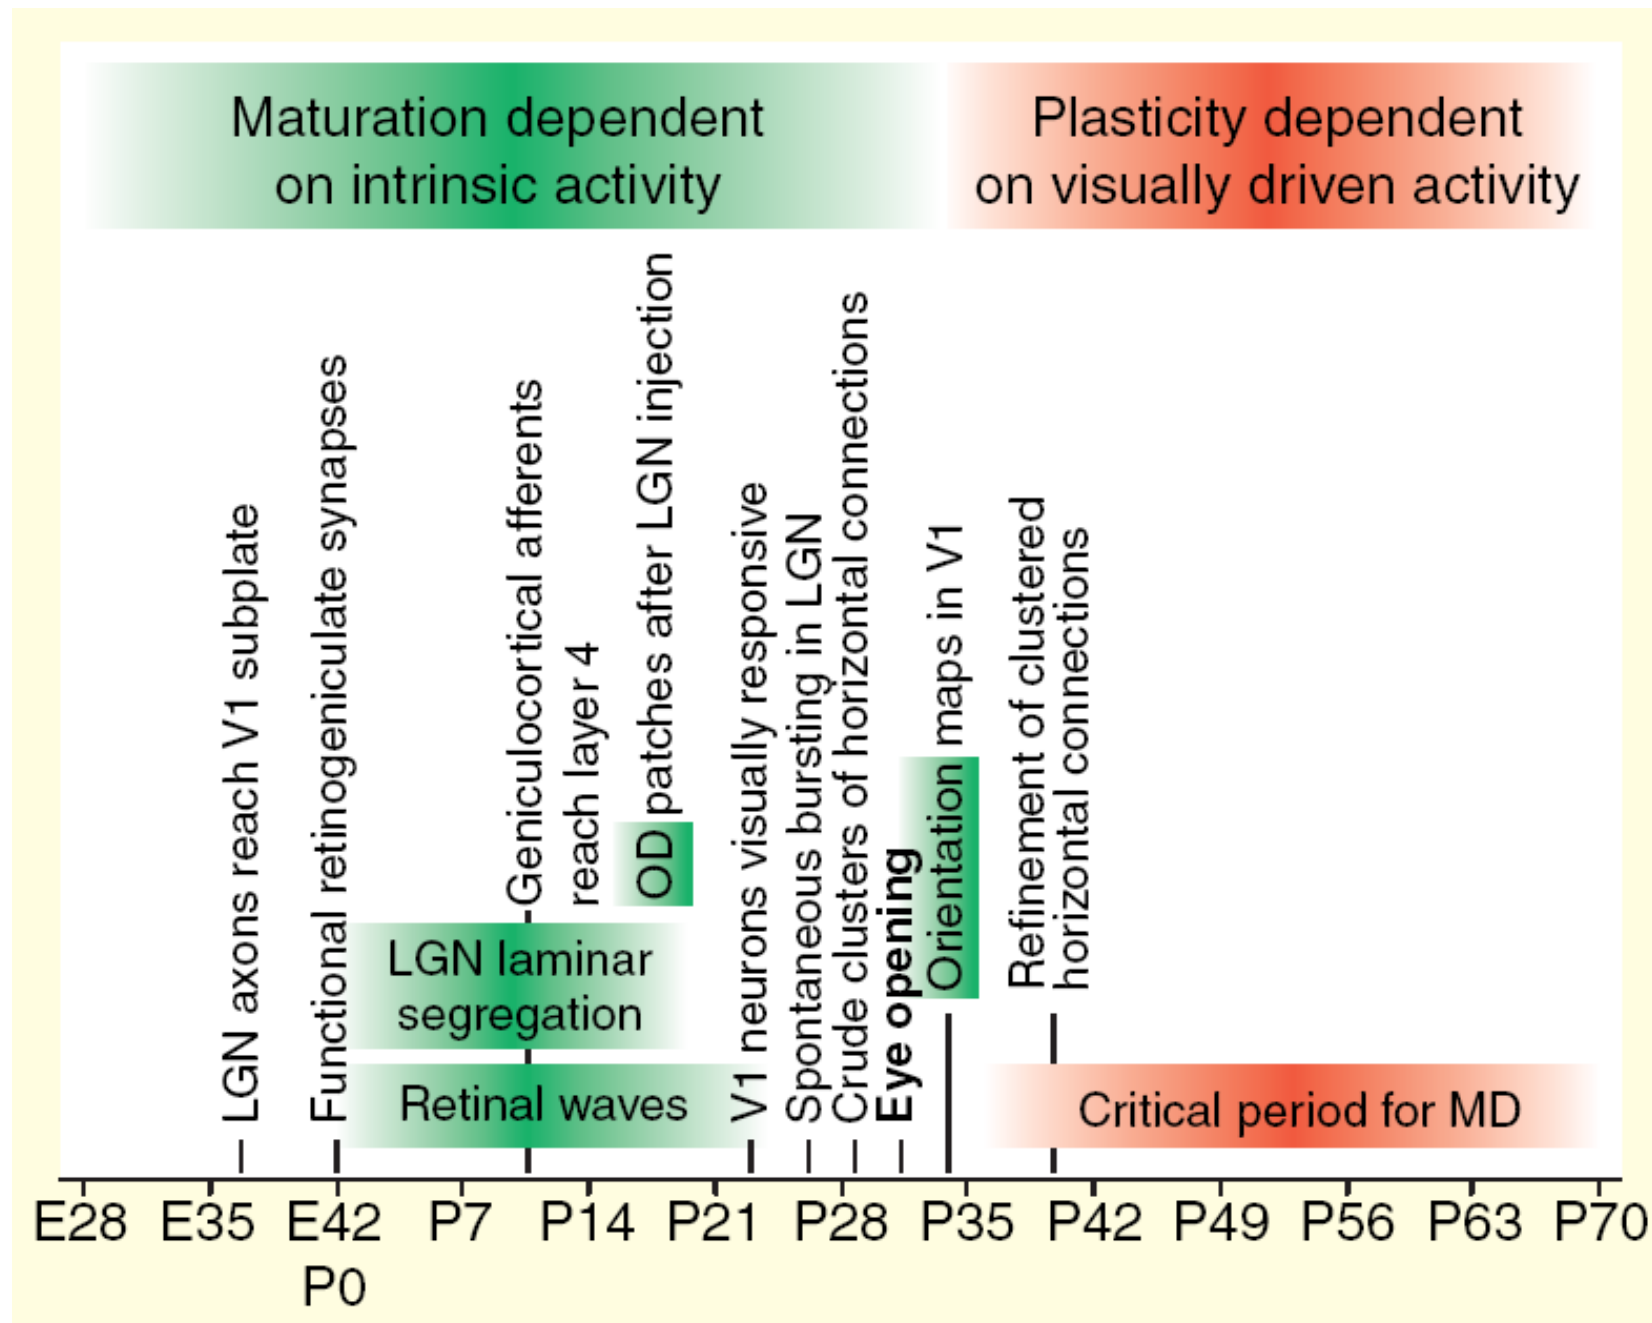 Maturation dependent
on intrinsic activity
Plasticity dependent
on visually driven activity
LGN axons reach V1 subplate
Functional retinogeniculate synapses
Geniculocortical afferents
reach layer 4
OD patches after LGN injection
V1 neurons visually responsive
Spontaneous bursting in LGN
Crude clusters of horizontal connections
Eye opening
Orientation maps in V1
Refinement of clustered
horizontal connections
LGN laminar
segregation
Retinal waves
Critical period for MD
E28 E35 E42 P7 P14 P21 P28 P35 P42 P49 P56 P63 P70
P0